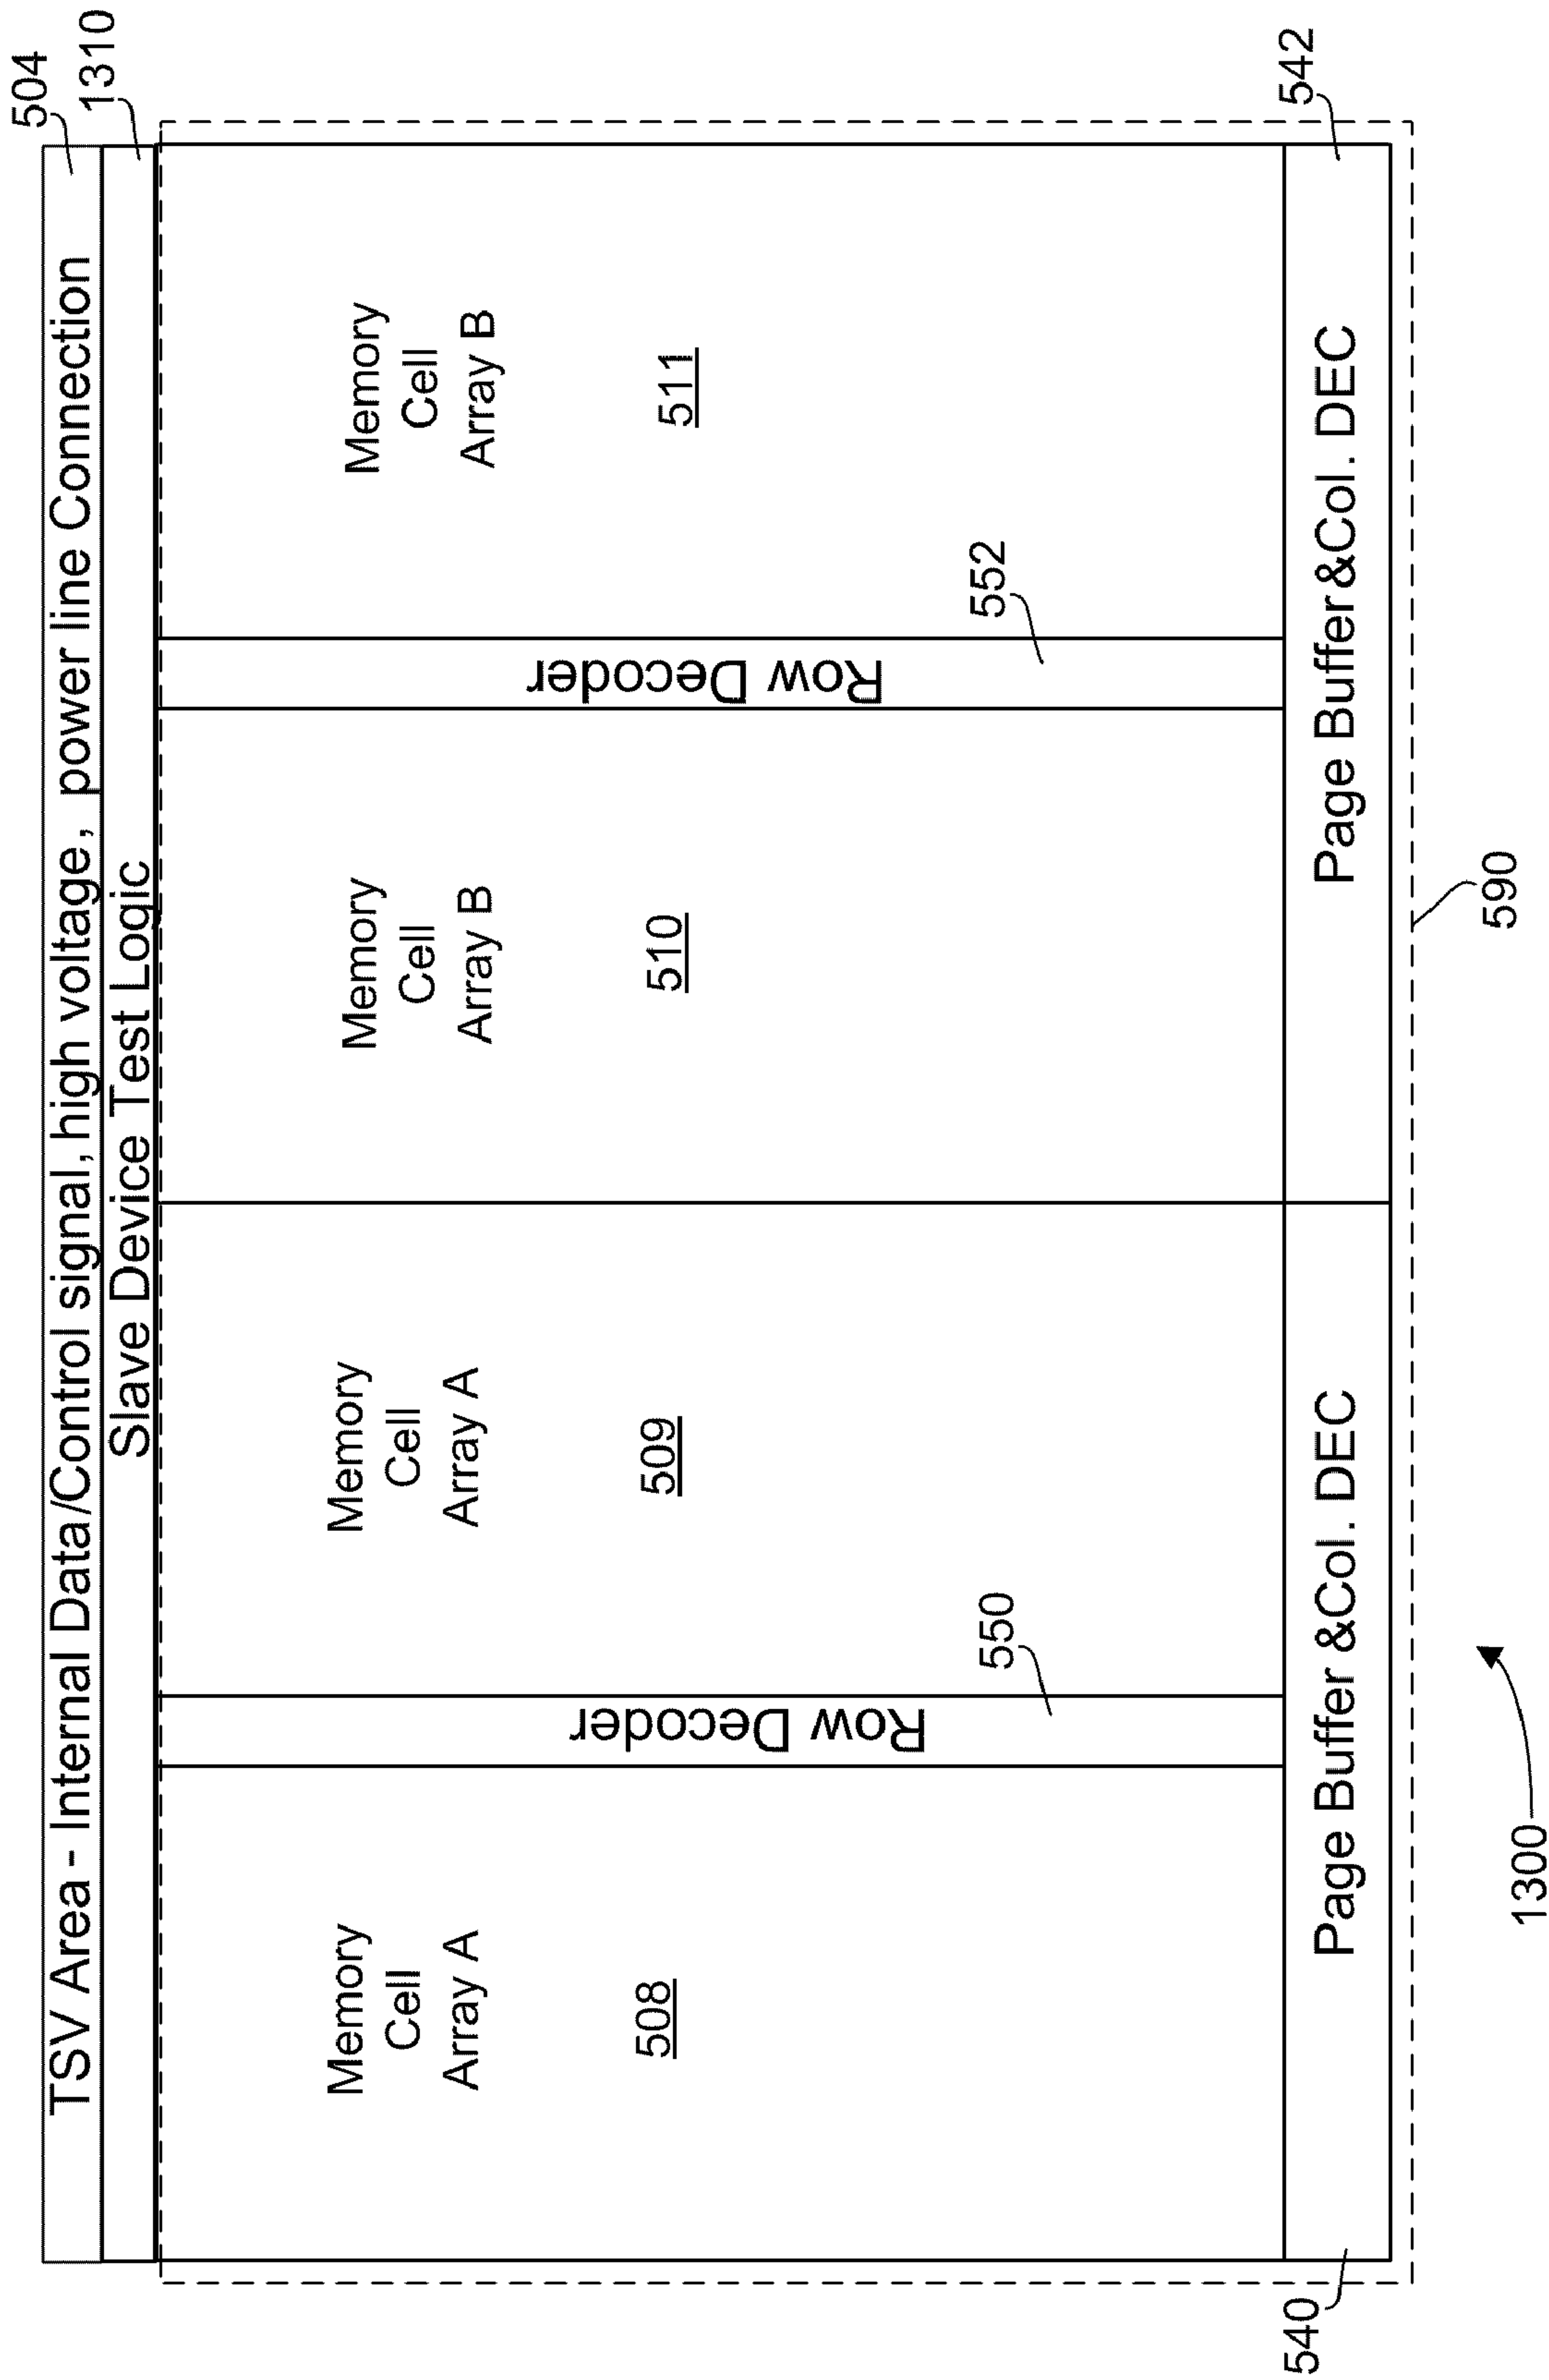 504
1310
TSV Area - Internal Data/Control signal, high voltage, power line Connection
Slave Device Test Logic
Memory
Cell
Array A
508
Row Decoder
550
Memory
Cell
Array A
509
Memory
Cell
Array B
510
Row Decoder
552
Memory
Cell
Array B
511
540
Page Buffer &Col. DEC
Page Buffer&Col. DEC
542
590
1300